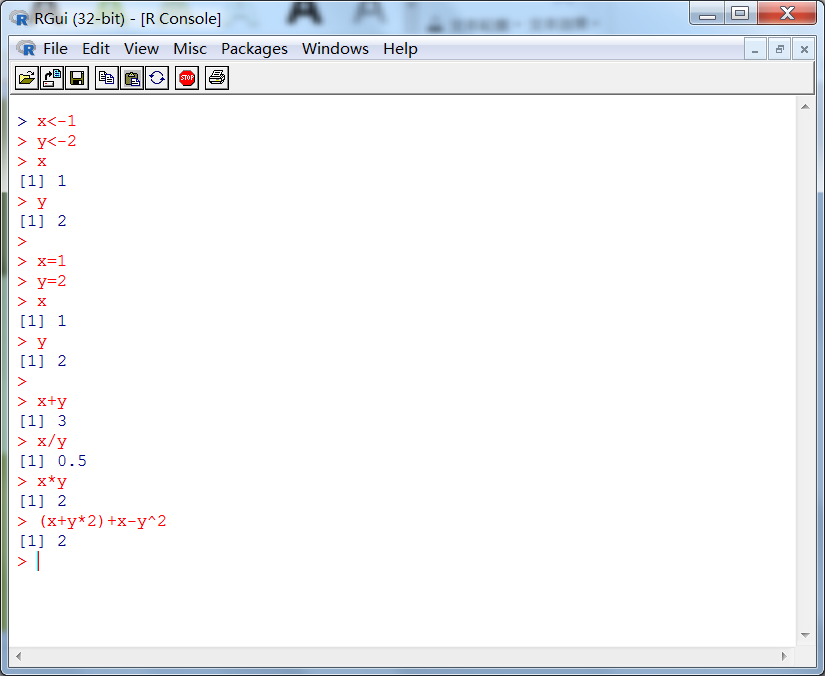 RGui (32-bit) - [R Console]
File Edit View Misc Packages Windows Help
STOP
> x<-1
> y<-2
> x
[1] 1
> y
[1] 2
>
> x=1
> y=2
> x
[1] 1
> y
[1] 2
>
> x+y
[1] 3
> x/y
[1] 0.5
> x*y
[1] 2
> (x+y*2)+x-y^2
[1] 2
>